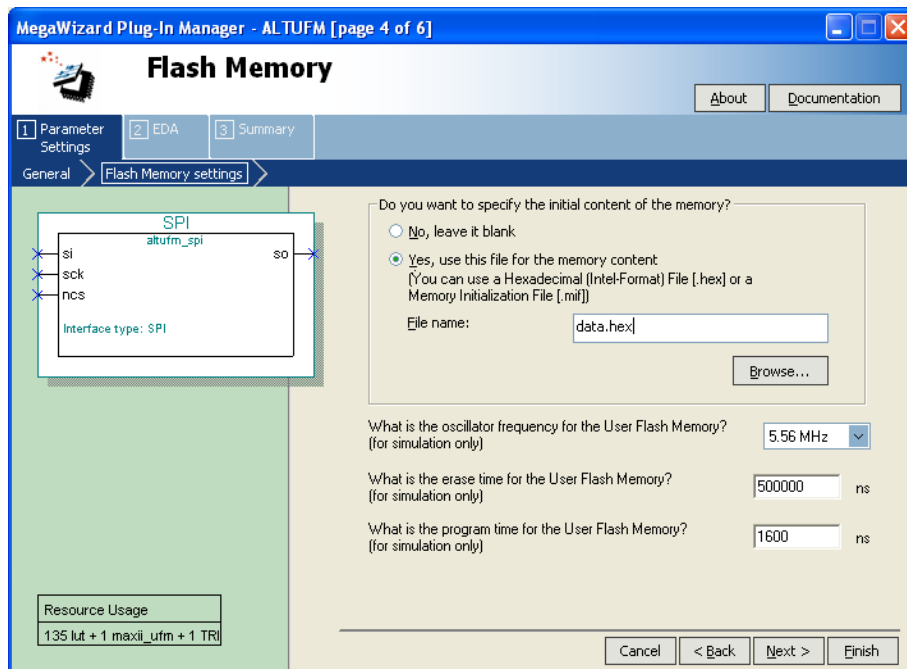 MegaWizard Plug-In Manager - ALTUFM [page 4 of 6]
Flash Memory
About
Documentation
1 Parameter Settings
2 EDA
3 Summary
General
Flash Memory settings
SPI
altufm_spi
si
so
sck
ncs
Interface type: SPI
Do you want to specify the initial content of the memory?
No, leave it blank
Yes, use this file for the memory content
(You can use a Hexadecimal (Intel-Format) File [.hex] or a
Memory Initialization File [.mif])
File name:
data.hex
Browse...
What is the oscillator frequency for the User Flash Memory?
(for simulation only)
5.56 MHz
What is the erase time for the User Flash Memory?
(for simulation only)
500000
ns
What is the program time for the User Flash Memory?
(for simulation only)
1600
ns
Resource Usage
135 lut + 1 maxii_ufm + 1 TRI
Cancel
< Back
Next >
Finish